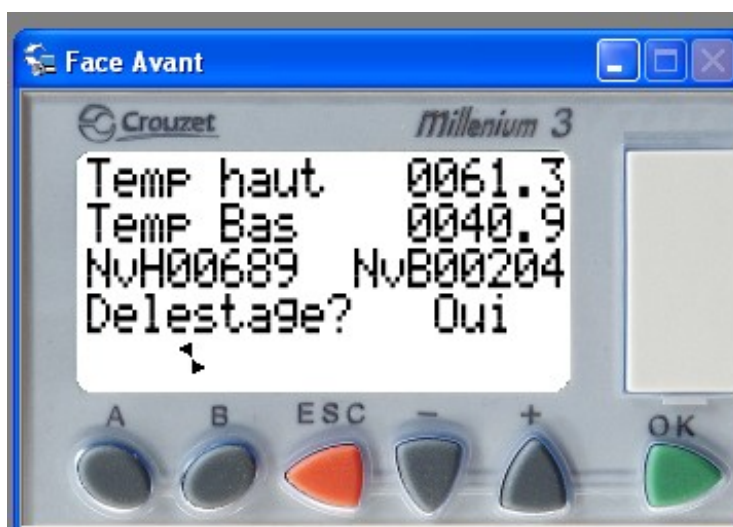 Face Avant
Crouzet Millenium 3
Temp haut 0061.3
Temp Bas 0040.9
NvH00689 NvB00204
Delestage? Oui
A B ESC - + OK